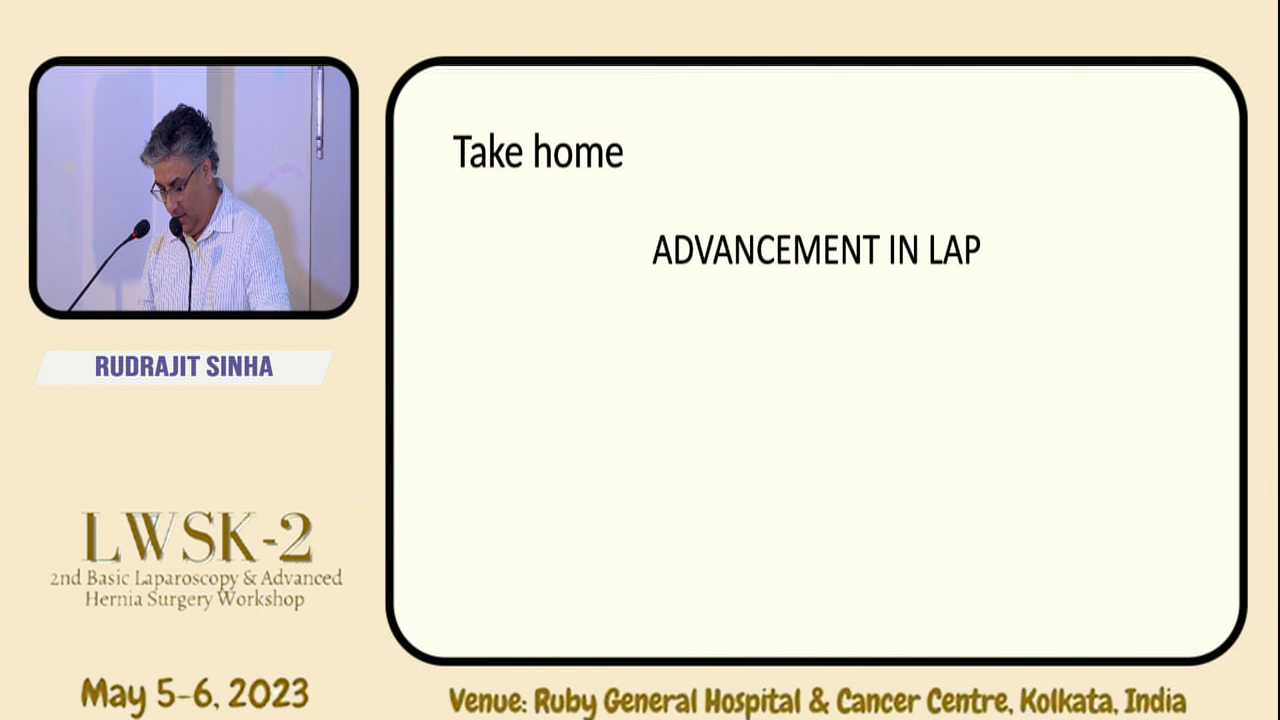 Take home
ADVANCEMENT IN LAP
RUDRAJIT SINHA
LWSK-2
2nd Basic Laparoscopy & Advanced
Hernia Surgery Workshop
May 5-6, 2023
Venue: Ruby General Hospital & Cancer Centre, Kolkata, India